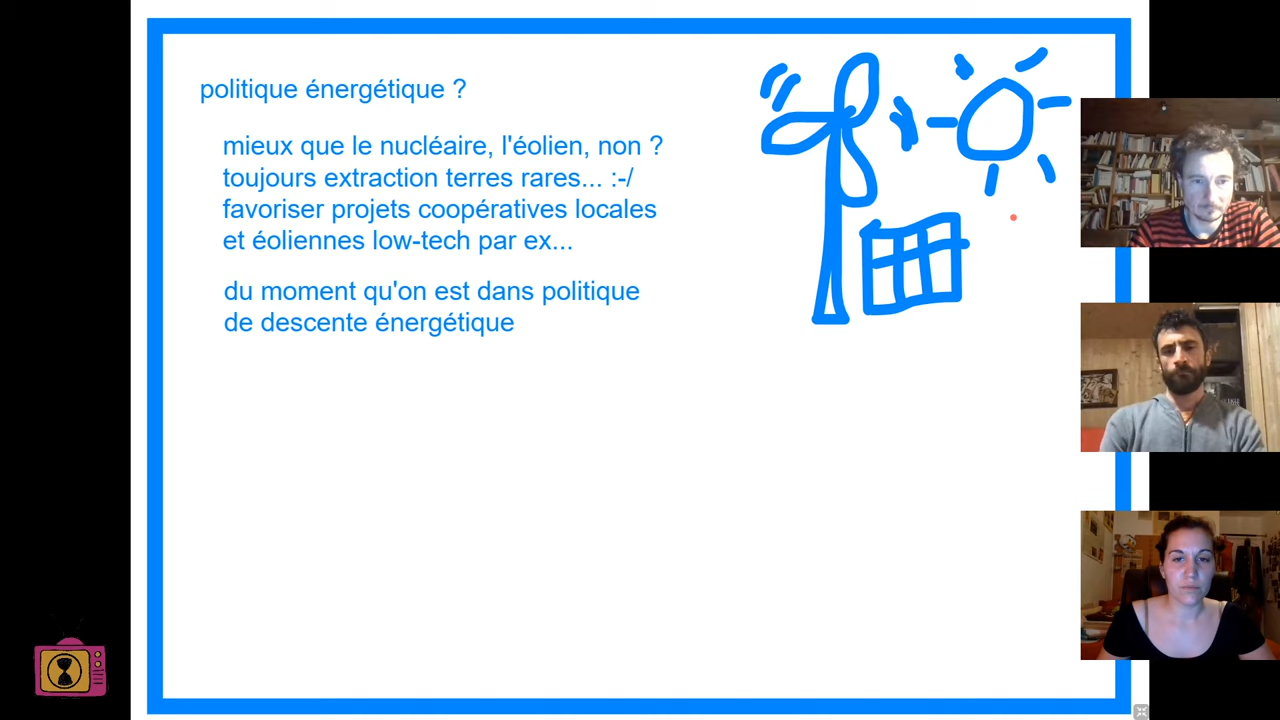 politique énergétique ?
mieux que le nucléaire, l'éolien, non ?
toujours extraction terres rares... :-/
favoriser projets coopératives locales
et éoliennes low-tech par ex...
du moment qu'on est dans politique
de descente énergétique